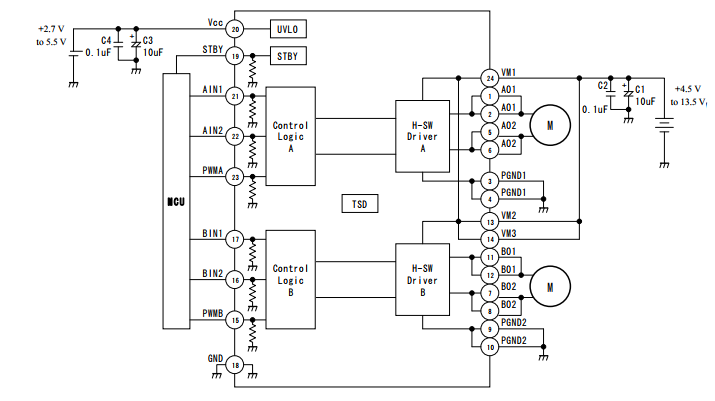 +2.7 V
to 5.5 V
C4
0.1uF
+
C3
10uF
Vcc
20
UVLO
STBY
19
STBY
MCU
AIN1
21
AIN2
22
PWMA
23
Control
Logic
A
H-SW
Driver
A
24
VM1
1
AO1
2
AO1
5
AO2
6
AO2
M
3
PGND1
4
PGND1
C2
0.1uF
+
C1
10uF
+4.5 V
to 13.5 V
TSD
13
VM2
14
VM3
BIN1
17
BIN2
16
PWMB
15
Control
Logic
B
H-SW
Driver
B
11
BO1
12
BO1
7
BO2
8
BO2
M
9
PGND2
10
PGND2
GND
18